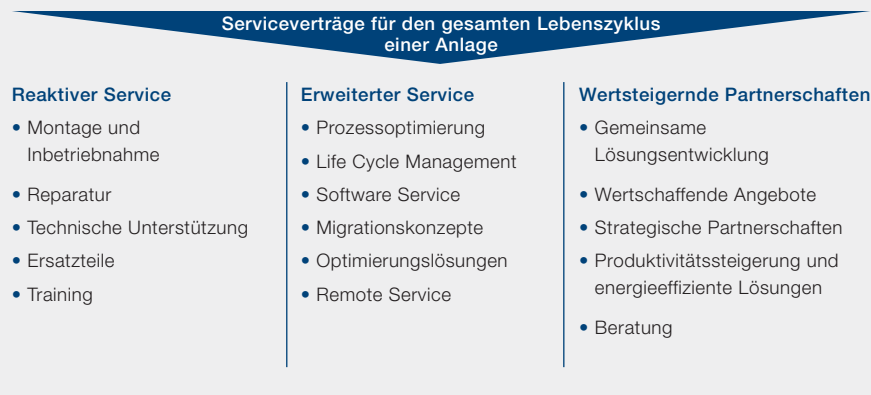 Serviceverträge für den gesamten Lebenszyklus
einer Anlage
Reaktiver Service
• Montage und
Inbetriebnahme
• Reparatur
• Technische Unterstützung
• Ersatzteile
• Training
Erweiterter Service
• Prozessoptimierung
• Life Cycle Management
• Software Service
• Migrationskonzepte
• Optimierungslösungen
• Remote Service
Wertsteigernde Partnerschaften
• Gemeinsame
Lösungsentwicklung
• Wertschaffende Angebote
• Strategische Partnerschaften
• Produktivitätssteigerung und
energieeffiziente Lösungen
• Beratung